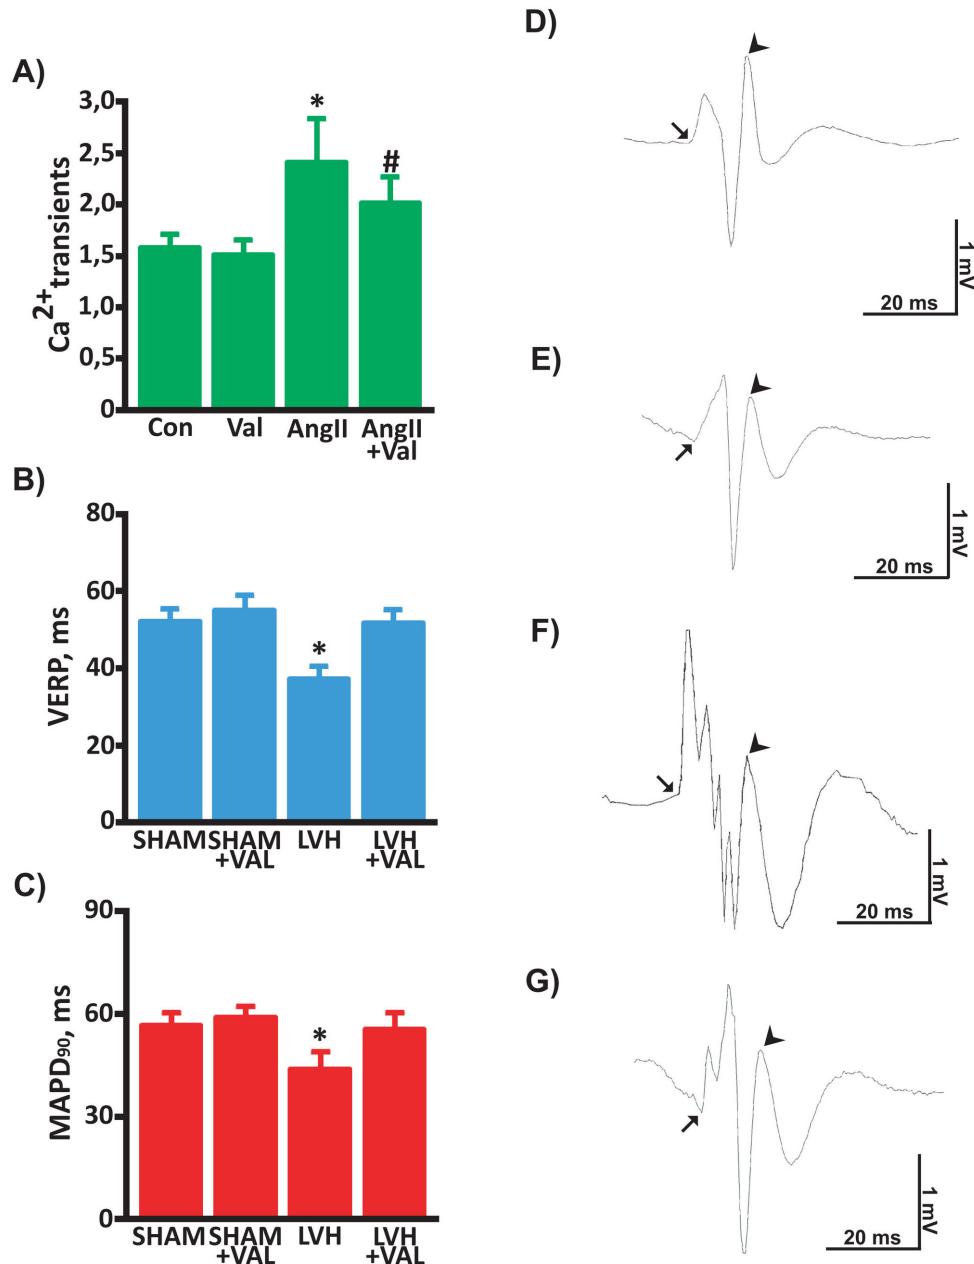 A)
Ca2+transients
3,0
2,5
2,0
1,5
1,0
0,5
0
*
#
Con Val AngII AngII
+Val
B)
VERP, ms
80
60
40
20
0
*
SHAM SHAM LVH LVH
+VAL +VAL
C)
MAPD90, ms
90
60
30
0
*
SHAM SHAM LVH LVH
+VAL +VAL
D)
20 ms
1 mV
E)
20 ms
1 mV
F)
20 ms
1 mV
G)
20 ms
1 mV